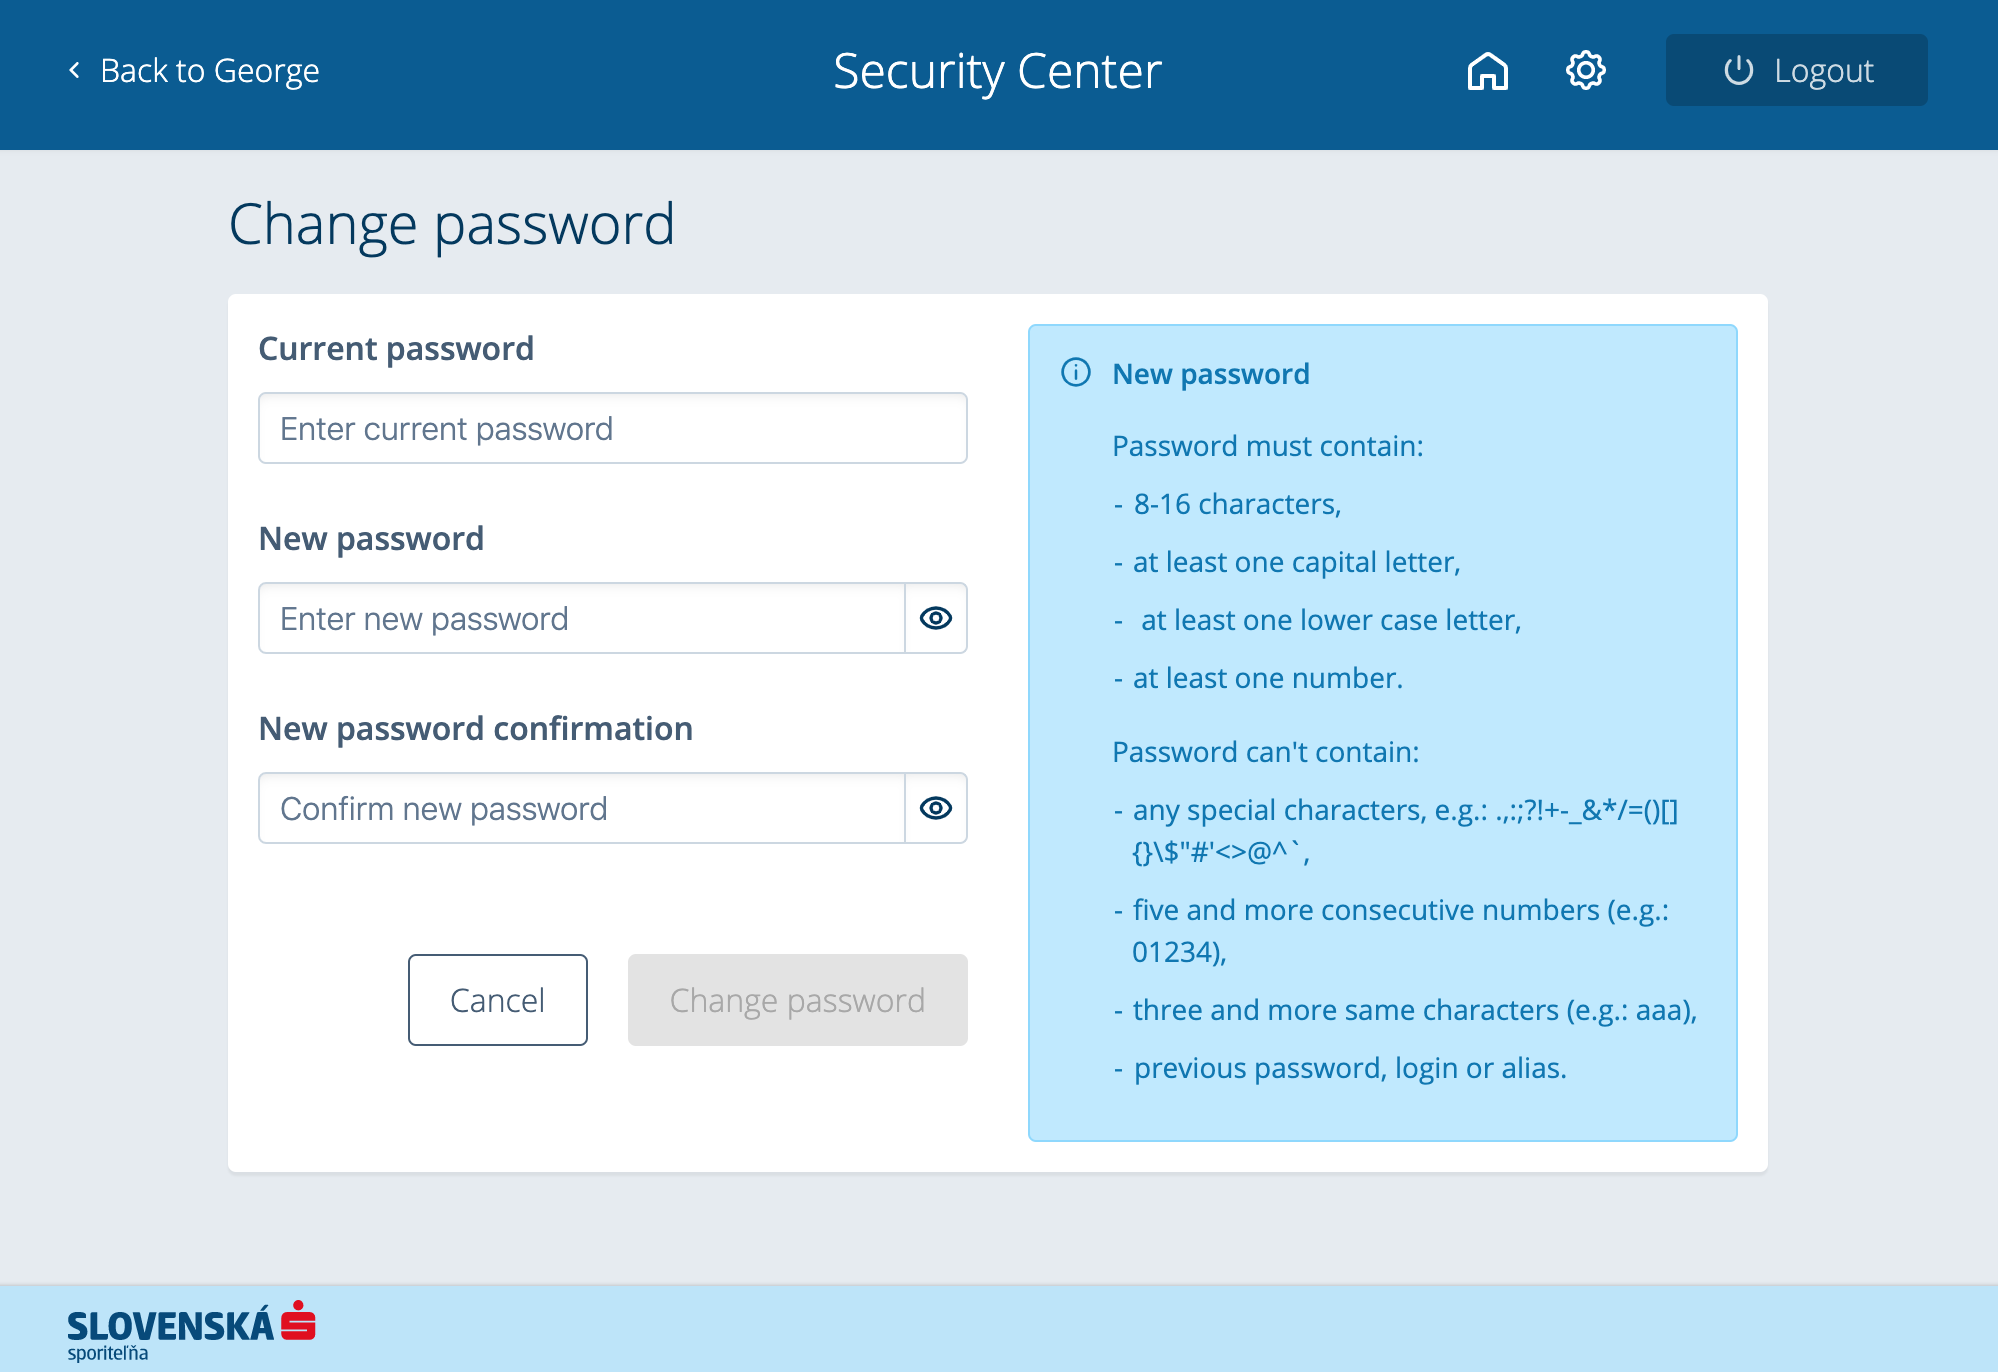 Back to George
Security Center
Logout
Change password
Current password
Enter current password
New password
Enter new password
New password confirmation
Confirm new password
Cancel
Change password
New password
Password must contain:
- 8-16 characters,
- at least one capital letter,
- at least one lower case letter,
- at least one number.
Password can't contain:
- any special characters, e.g.: .,:;?!+-_&*/=()[]
{}\$"#'<>@^`,
- five and more consecutive numbers (e.g.:
01234),
- three and more same characters (e.g.: aaa),
- previous password, login or alias.
SLOVENSKÁ
sporiteľňa